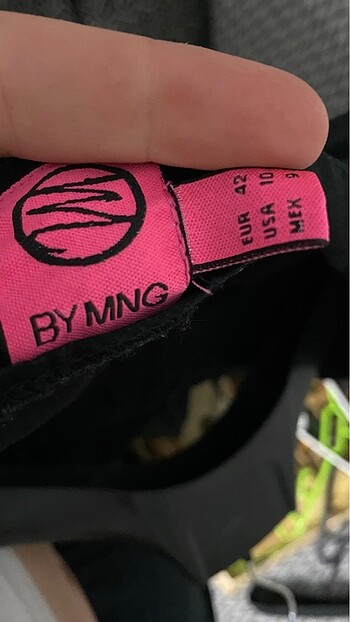 BY MNG
EUR 42
USA 10
MEX 9